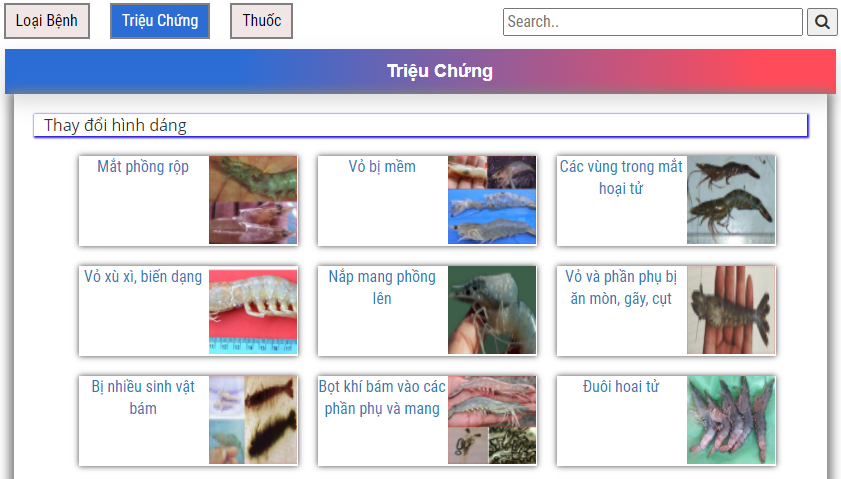 Loại Bệnh
Triệu Chứng
Thuốc
Search..
Triệu Chứng
Thay đổi hình dáng
Mắt phồng rộp
Vỏ bị mềm
Các vùng trong mắt
hoại tử
Vỏ xù xì, biến dạng
Nắp mang phồng
lên
Vỏ và phần phụ bị
ăn mòn, gãy, cụt
Bị nhiều sinh vật
bám
Bọt khí bám vào các
phần phụ và mang
Đuôi hoai tử